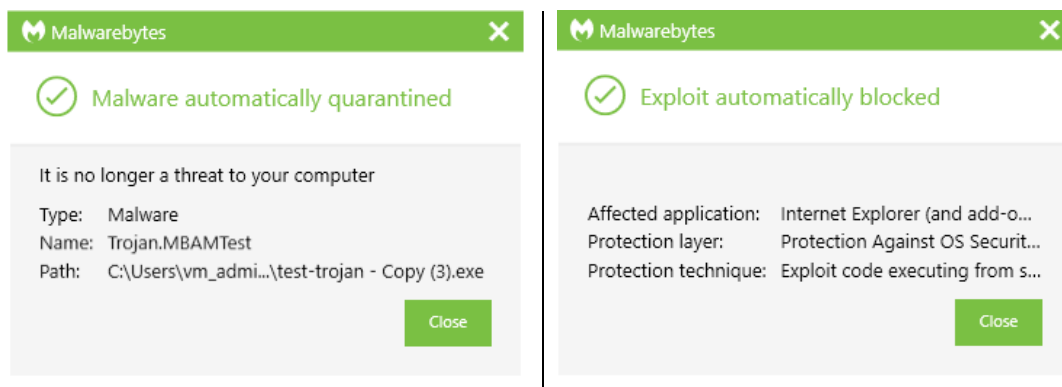 Malwarebytes
Malware automatically quarantined
It is no longer a threat to your computer
Type: Malware
Name: Trojan.MBAMTest
Path: C:\Users\vm_admi...\test-trojan - Copy (3).exe
Close
Malwarebytes
Exploit automatically blocked
Affected application: Internet Explorer (and add-o...
Protection layer: Protection Against OS Securit...
Protection technique: Exploit code executing from s...
Close